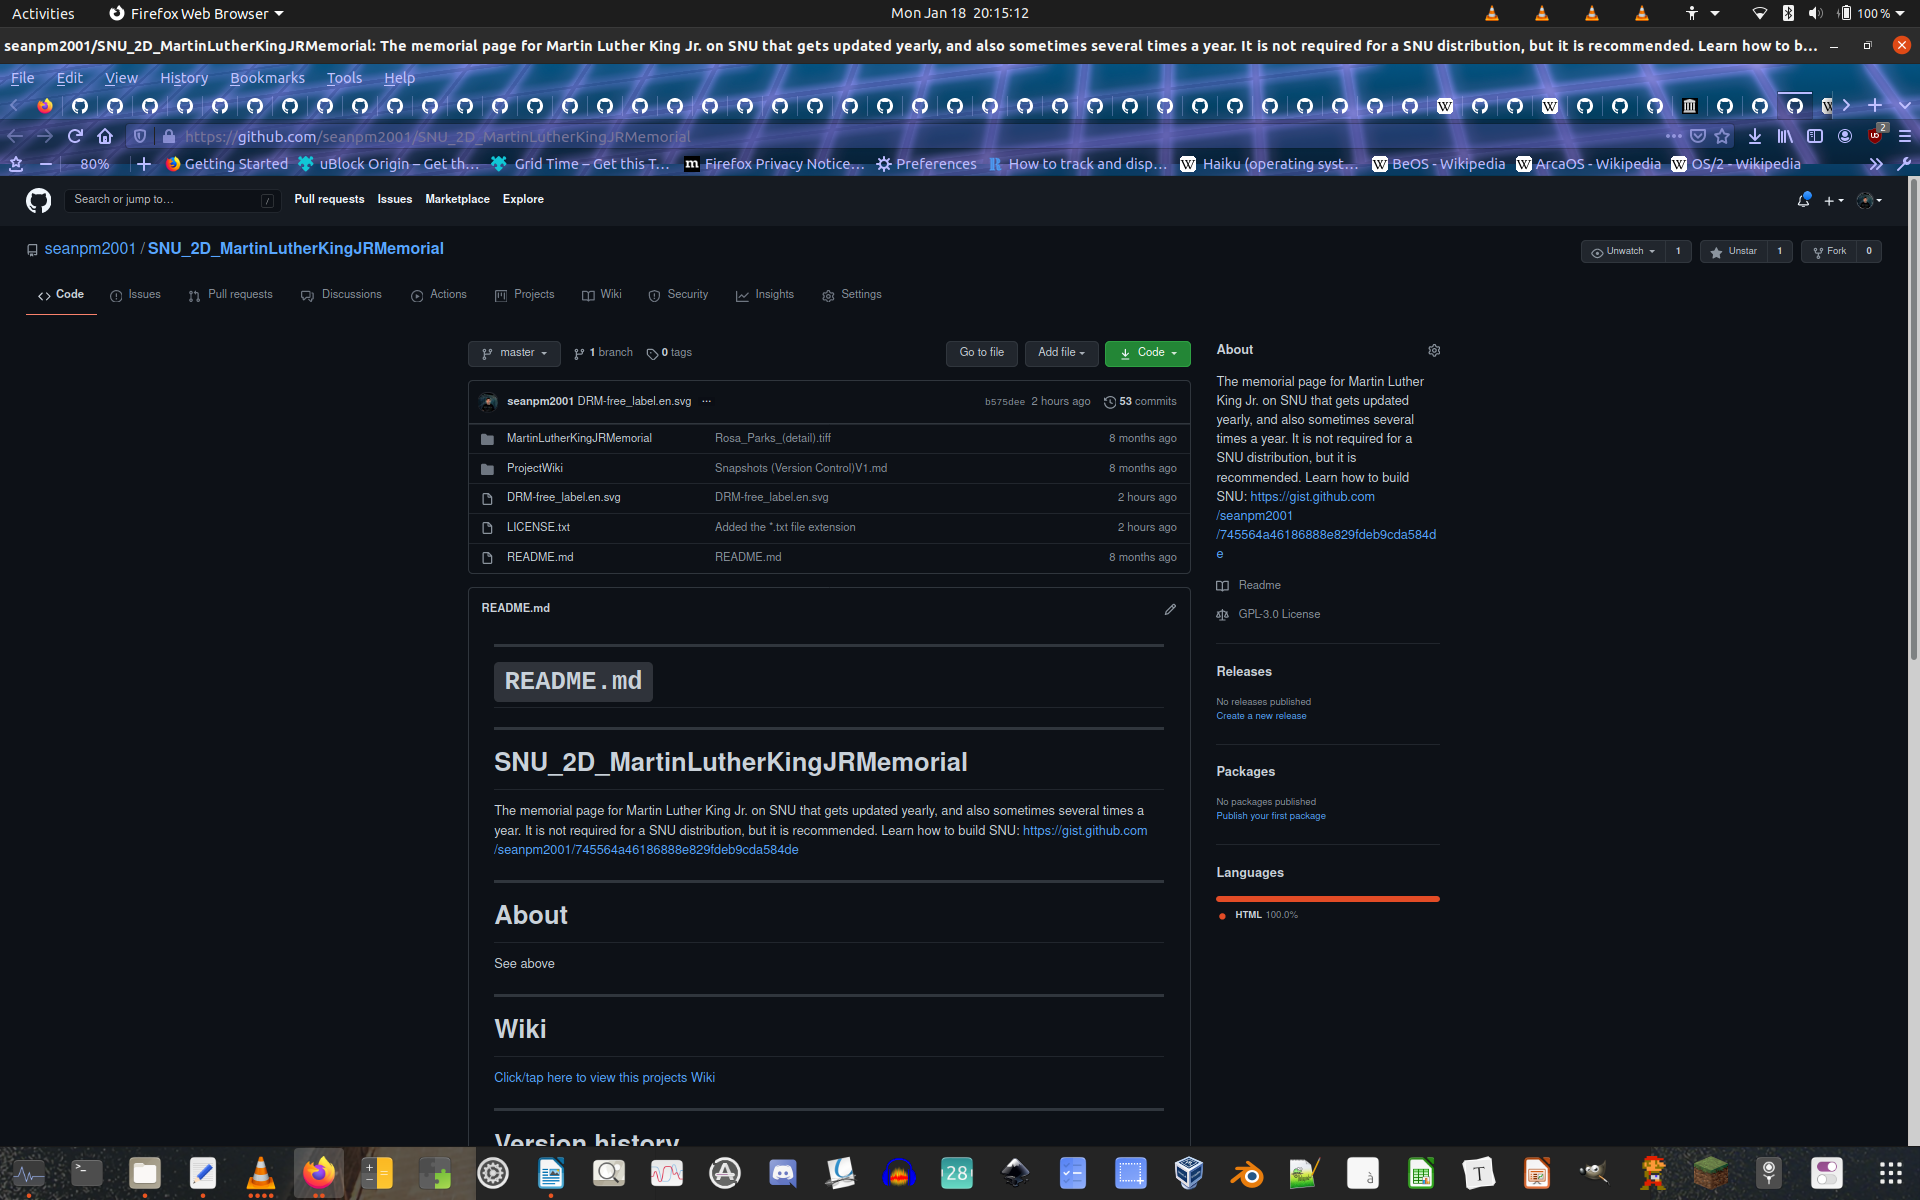 Activities
Firefox Web Browser
Mon Jan 18  20:15:12
100 %
seanpm2001/SNU_2D_MartinLutherKingJRMemorial: The memorial page for Martin Luther King Jr. on SNU that gets updated yearly, and also sometimes several times a year. It is not required for a SNU distribution, but it is recommended. Learn how to b…
File Edit View History Bookmarks Tools Help
https://github.com/seanpm2001/SNU_2D_MartinLutherKingJRMemorial
2
80%
Getting Started
uBlock Origin – Get th…
Grid Time – Get this T…
Firefox Privacy Notice…
Preferences
How to track and disp…
Haiku (operating syst…
BeOS - Wikipedia
ArcaOS - Wikipedia
OS/2 - Wikipedia
Search or jump to…
/
Pull requests Issues Marketplace Explore
seanpm2001 / SNU_2D_MartinLutherKingJRMemorial
Unwatch 1
Unstar 1
Fork 0
Code Issues Pull requests Discussions Actions Projects Wiki Security Insights Settings
master
1 branch
0 tags
Go to file
Add file
Code
seanpm2001 DRM-free_label.en.svg ...
b575dee 2 hours ago
53 commits
MartinLutherKingJRMemorial Rosa_Parks_(detail).tiff 8 months ago
ProjectWiki Snapshots (Version Control)V1.md 8 months ago
DRM-free_label.en.svg DRM-free_label.en.svg 2 hours ago
LICENSE.txt Added the *.txt file extension 2 hours ago
README.md README.md 8 months ago
README.md
README.md
SNU_2D_MartinLutherKingJRMemorial
The memorial page for Martin Luther King Jr. on SNU that gets updated yearly, and also sometimes several times a
year. It is not required for a SNU distribution, but it is recommended. Learn how to build SNU: https://gist.github.com
/seanpm2001/745564a46186888e829fdeb9cda584de
About
See above
Wiki
Click/tap here to view this projects Wiki
Version history
About
The memorial page for Martin Luther
King Jr. on SNU that gets updated
yearly, and also sometimes several
times a year. It is not required for a
SNU distribution, but it is
recommended. Learn how to build
SNU: https://gist.github.com
/seanpm2001
/745564a46186888e829fdeb9cda584d
e
Readme
GPL-3.0 License
Releases
No releases published
Create a new release
Packages
No packages published
Publish your first package
Languages
HTML 100.0%
28